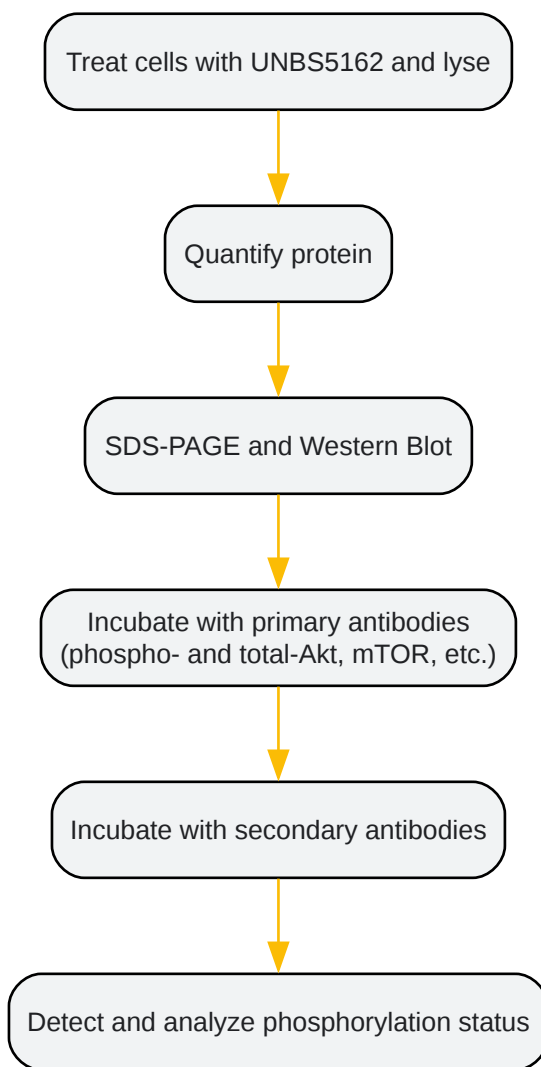 Treat cells with UNBS5162 and lyse
Quantify protein
SDS-PAGE and Western Blot
Incubate with primary antibodies
(phospho- and total-Akt, mTOR, etc.)
Incubate with secondary antibodies
Detect and analyze phosphorylation status